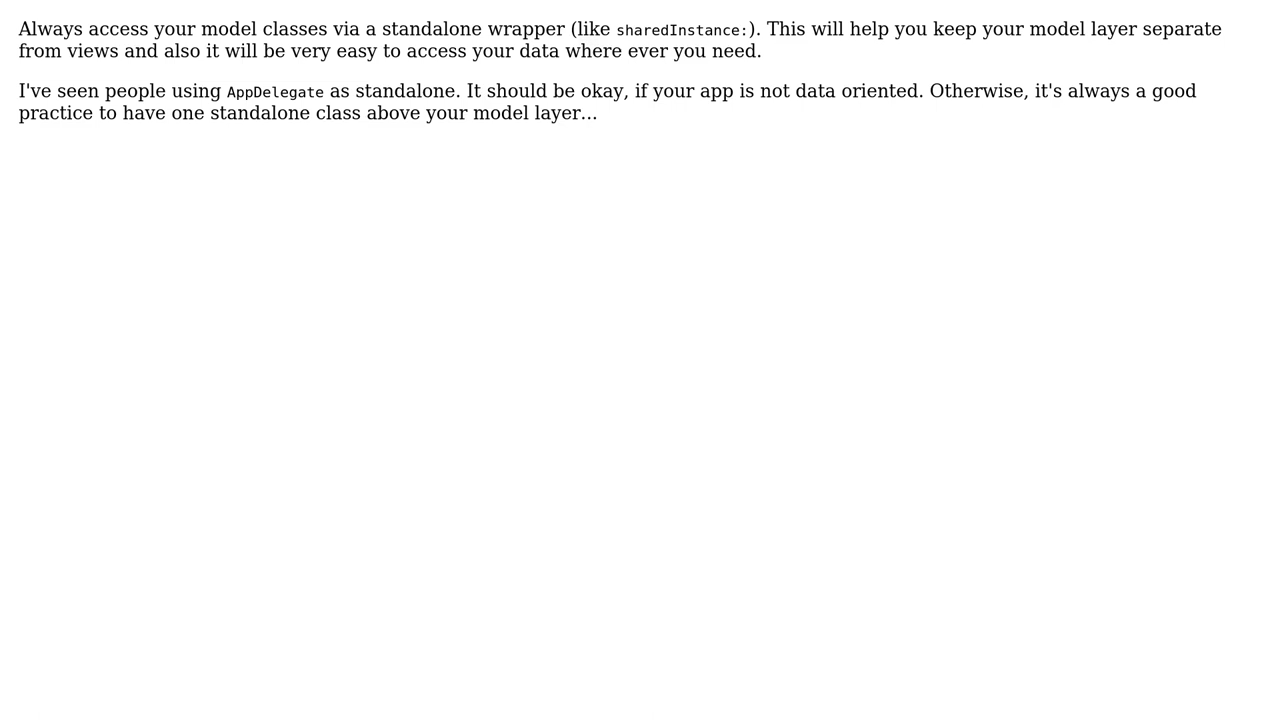 Always access your model classes via a standalone wrapper (like sharedInstance:). This will help you keep your model layer separate
from views and also it will be very easy to access your data where ever you need.
I've seen people using AppDelegate as standalone. It should be okay, if your app is not data oriented. Otherwise, it's always a good
practice to have one standalone class above your model layer...